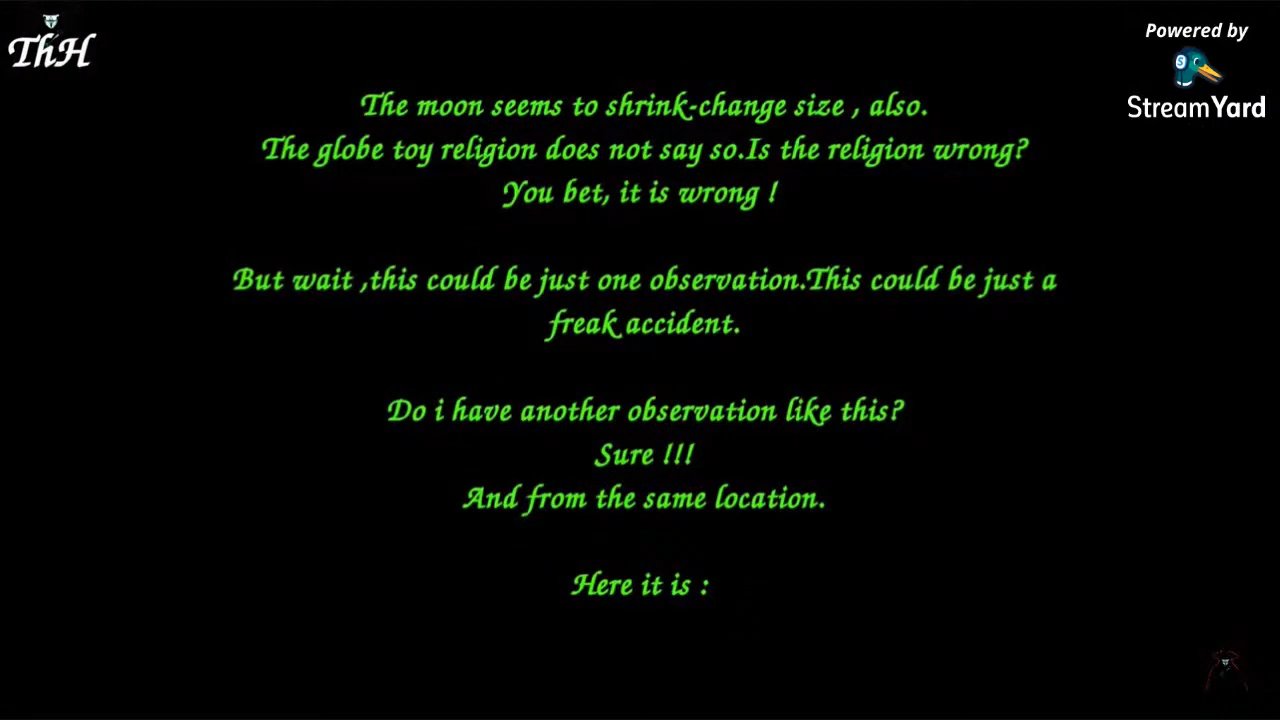 ThH
Powered by
StreamYard
The moon seems to shrink-change size , also.
The globe toy religion does not say so.Is the religion wrong?
You bet, it is wrong !
But wait ,this could be just one observation.This could be just a
freak accident.
Do i have another observation like this?
Sure !!!
And from the same location.
Here it is :